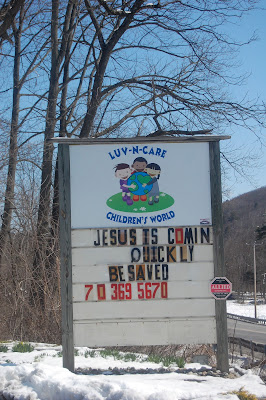 LUV-N-CARE
CHILDREN'S WORLD
JESUS IS COMIN
QUICKLY
BE SAVED
70 369 5670